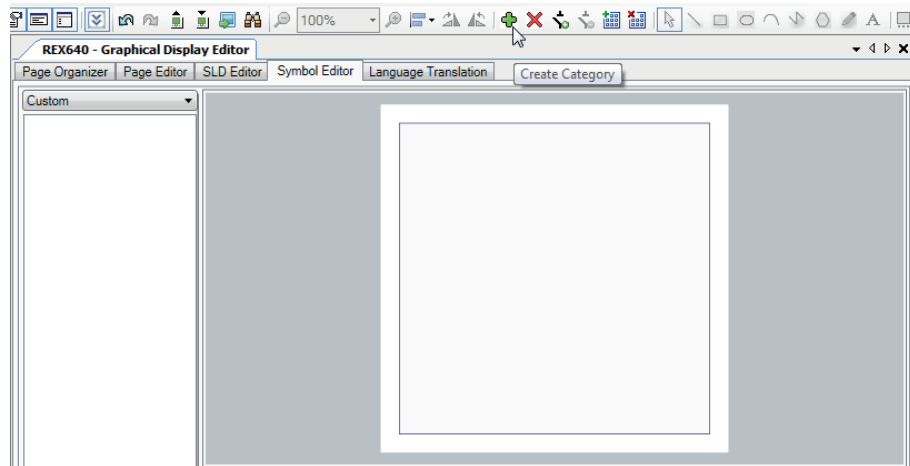 100%
A
REX640 - Graphical Display Editor
Page Organizer Page Editor SLD Editor Symbol Editor Language Translation
Create Category
Custom